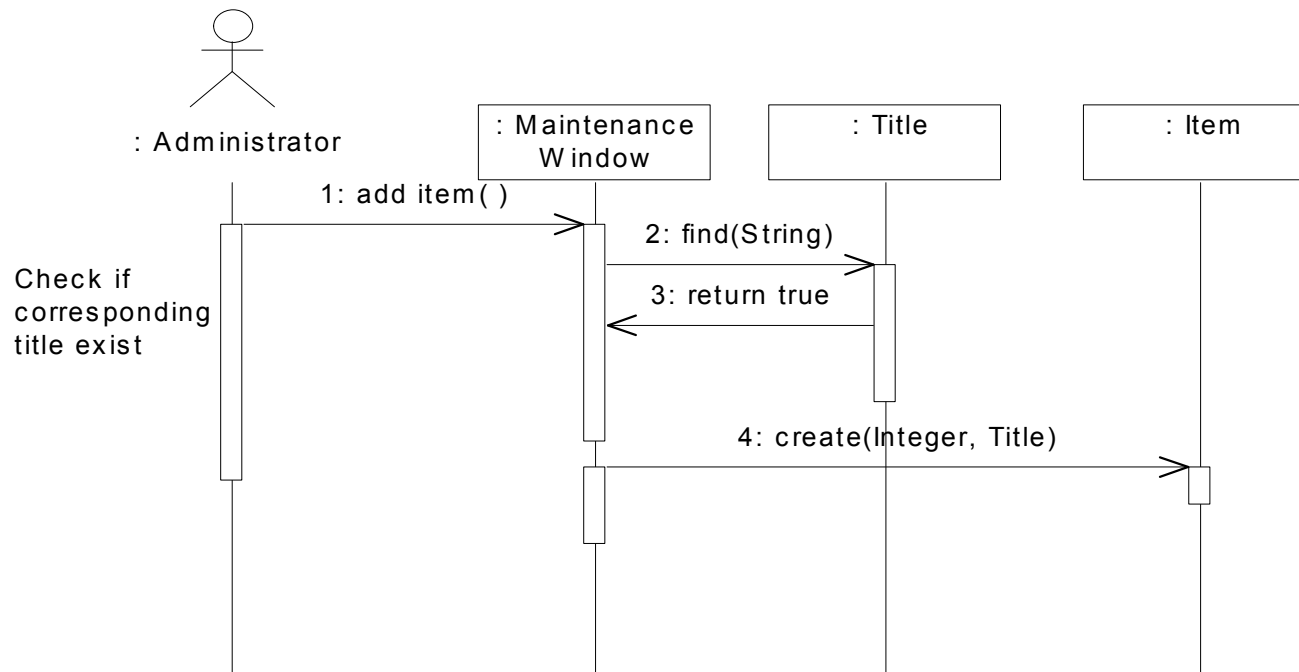 : Administrator
: Maintenance
Window
: Title
: Item
1: add item( )
2: find(String)
Check if
corresponding
title exist
3: return true
4: create(Integer, Title)